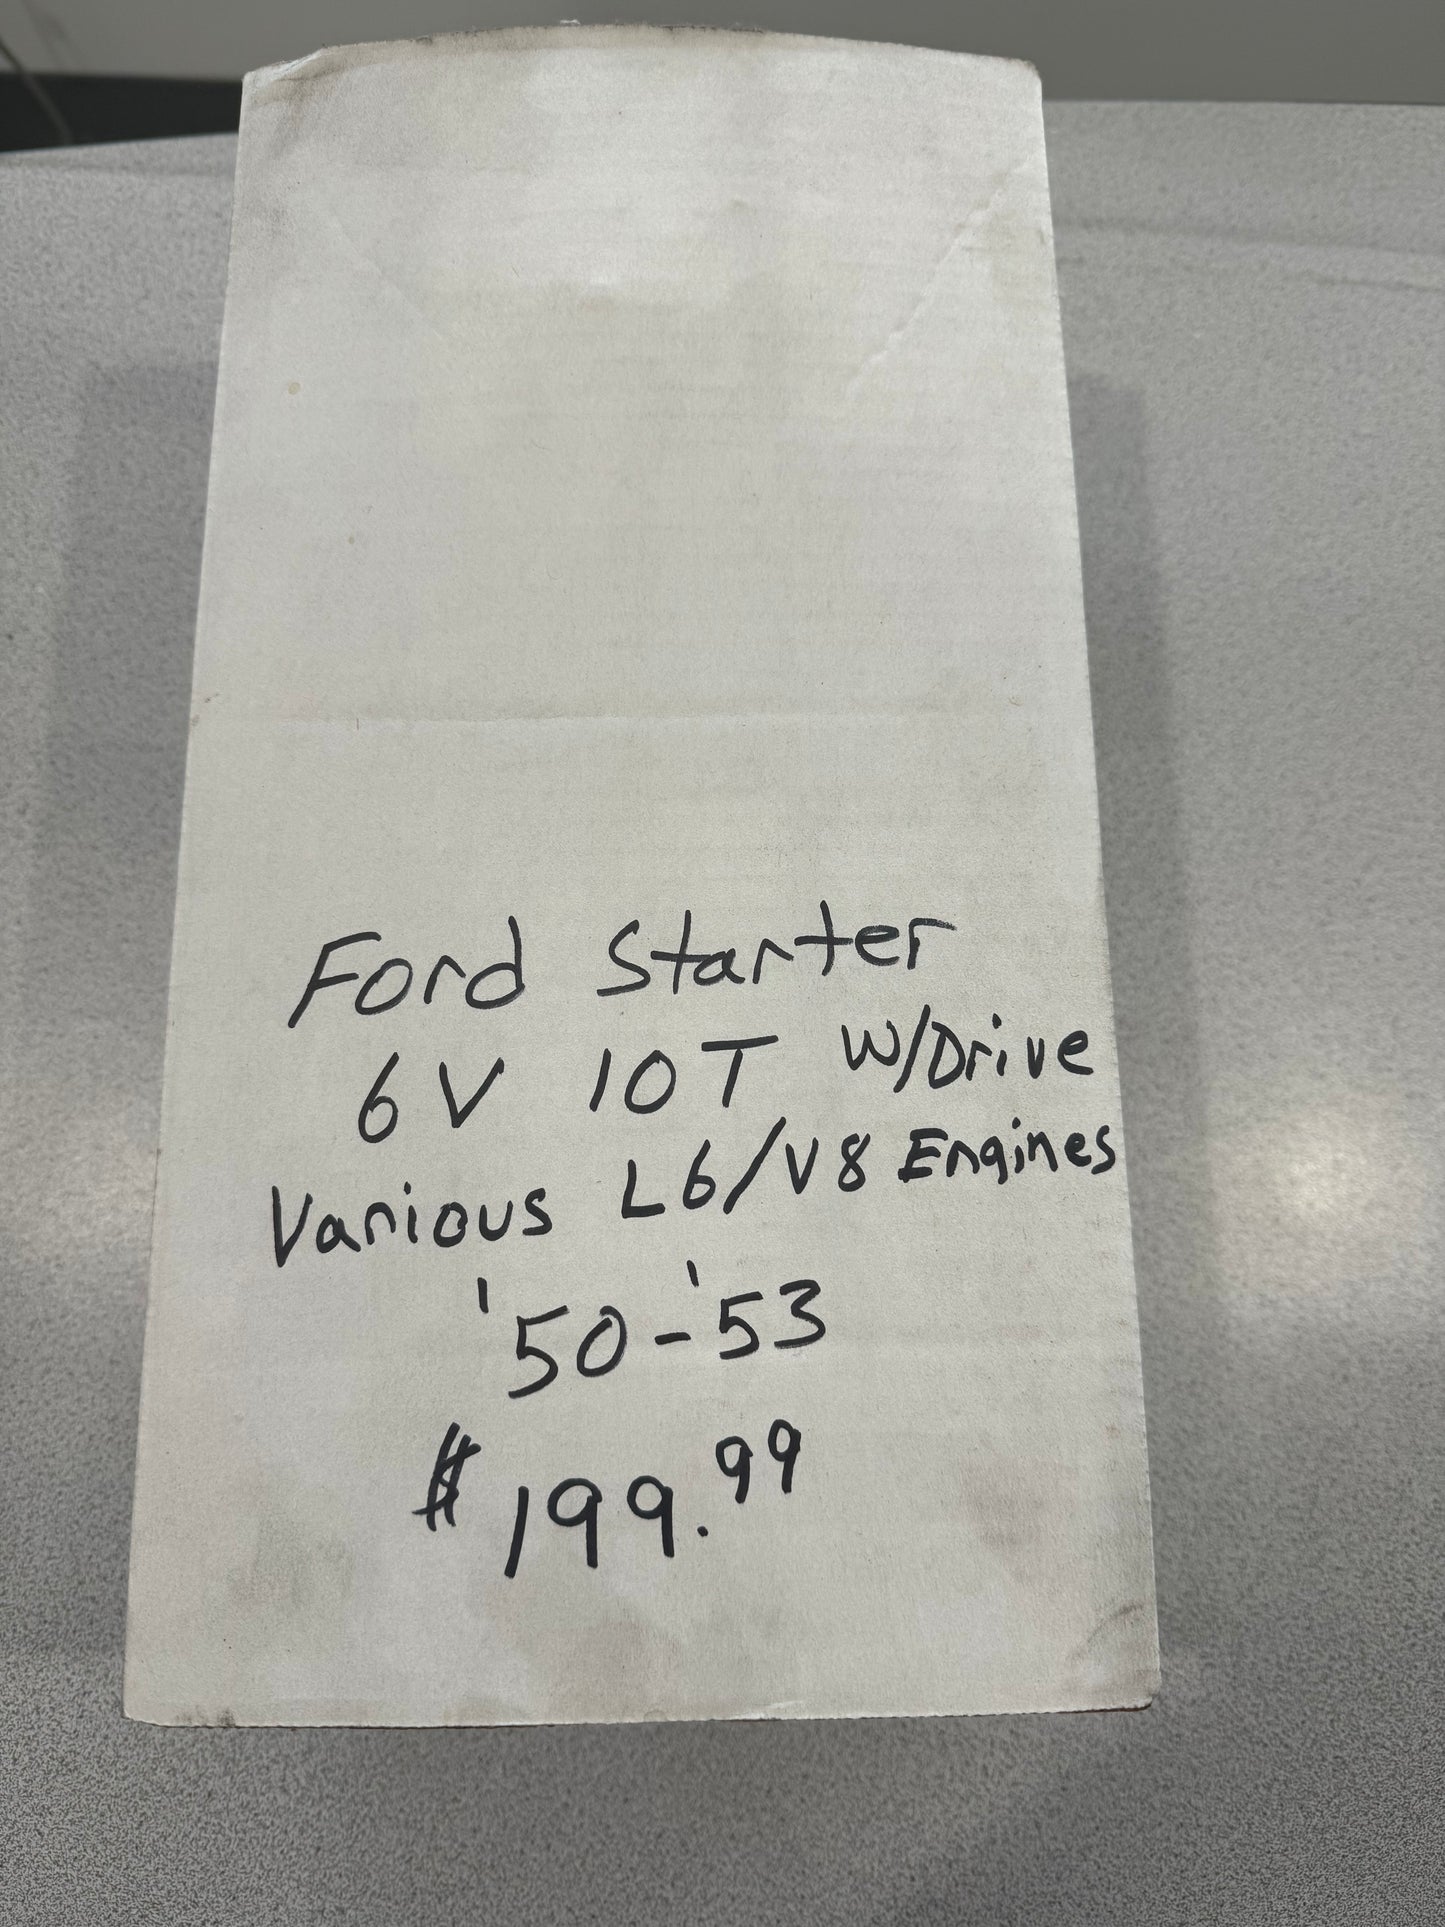 Ford Starter
6V 10T W/Drive
Various L6/V8 Engines
'50-'53
$199.99